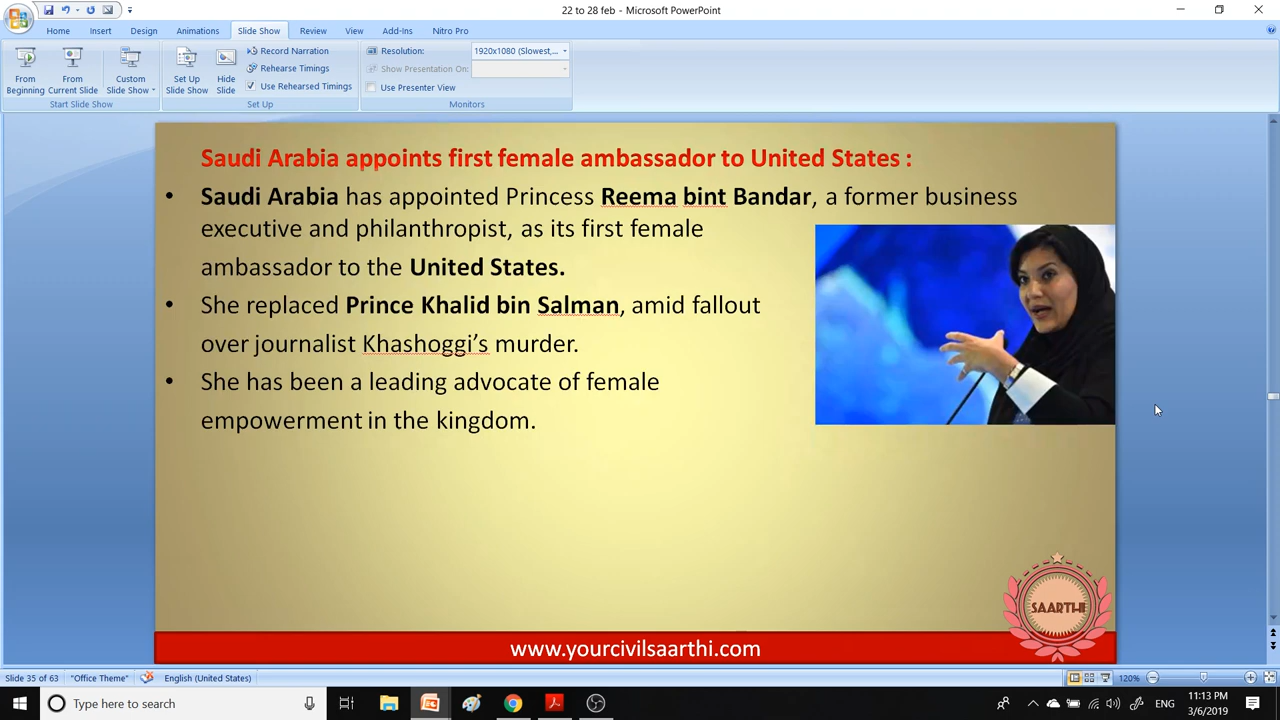 22 to 28 feb - Microsoft PowerPoint
Home Insert Design Animations Slide Show Review View Add-Ins Nitro Pro
From Beginning
From Current Slide
Custom Slide Show
Start Slide Show
Set Up Slide Show
Hide Slide
Record Narration
Rehearse Timings
Use Rehearsed Timings
Set Up
Resolution: 1920x1080 (Slowest,...
Show Presentation On:
Use Presenter View
Monitors
Saudi Arabia appoints first female ambassador to United States :
• Saudi Arabia has appointed Princess Reema bint Bandar, a former business
executive and philanthropist, as its first female
ambassador to the United States.
• She replaced Prince Khalid bin Salman, amid fallout
over journalist Khashoggi’s murder.
• She has been a leading advocate of female
empowerment in the kingdom.
SAARTHI
www.yourcivilsaarthi.com
Slide 35 of 63 "Office Theme" English (United States) 120%
Type here to search
ENG
11:13 PM
3/6/2019